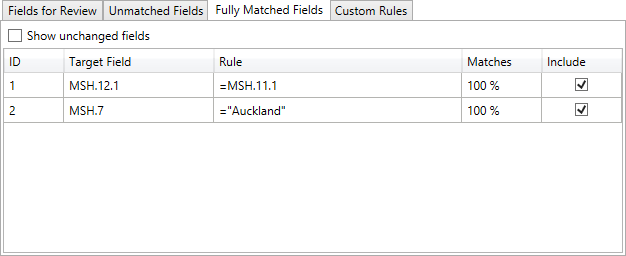 Fields for Review Unmatched Fields Fully Matched Fields Custom Rules
Show unchanged fields
ID Target Field Rule Matches Include
1 MSH.12.1 =MSH.11.1 100 %
2 MSH.7 ="Auckland" 100 %